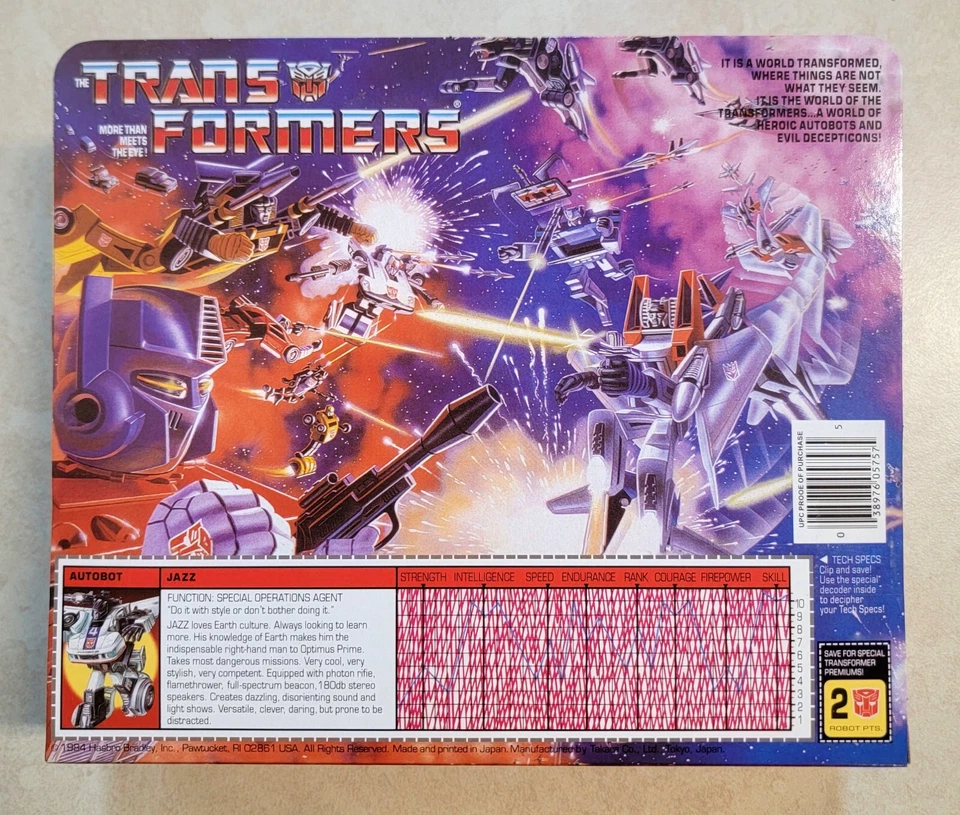 THE TRANSFORMERS®
MORE THAN
MEETS
THE EYE!
IT IS A WORLD TRANSFORMED,
WHERE THINGS ARE NOT
WHAT THEY SEEM.
IT IS THE WORLD OF THE
TRANSFORMERS...A WORLD OF
HEROIC AUTOBOTS AND
EVIL DECEPTICONS!
UPC PROOF OF PURCHASE
0 38976 05757 5
AUTOBOT
JAZZ
STRENGTH INTELLIGENCE SPEED ENDURANCE RANK COURAGE FIREPOWER SKILL
FUNCTION: SPECIAL OPERATIONS AGENT
"Do it with style or don't bother doing it."
JAZZ loves Earth culture. Always looking to learn
more. His knowledge of Earth makes him the
indispensable right-hand man to Optimus Prime.
Takes most dangerous missions. Very cool, very
stylish, very competent. Equipped with photon rifle,
flamethrower, full-spectrum beacon, 180db stereo
speakers. Creates dazzling, disorienting sound and
light shows. Versatile, clever, daring, but prone to be
distracted.
4
10
9
8
7
6
5
4
3
2
1
◀ TECH SPECS
Clip and save!
Use the special
decoder inside
to decipher
your Tech Specs!
SAVE FOR SPECIAL
TRANSFORMER
PREMIUMS!
2
ROBOT PTS.
© 1984 Hasbro Bradley, Inc., Pawtucket, RI 02861 USA. All Rights Reserved. Made and printed in Japan. Manufactured by Takara Co., Ltd., Tokyo, Japan.